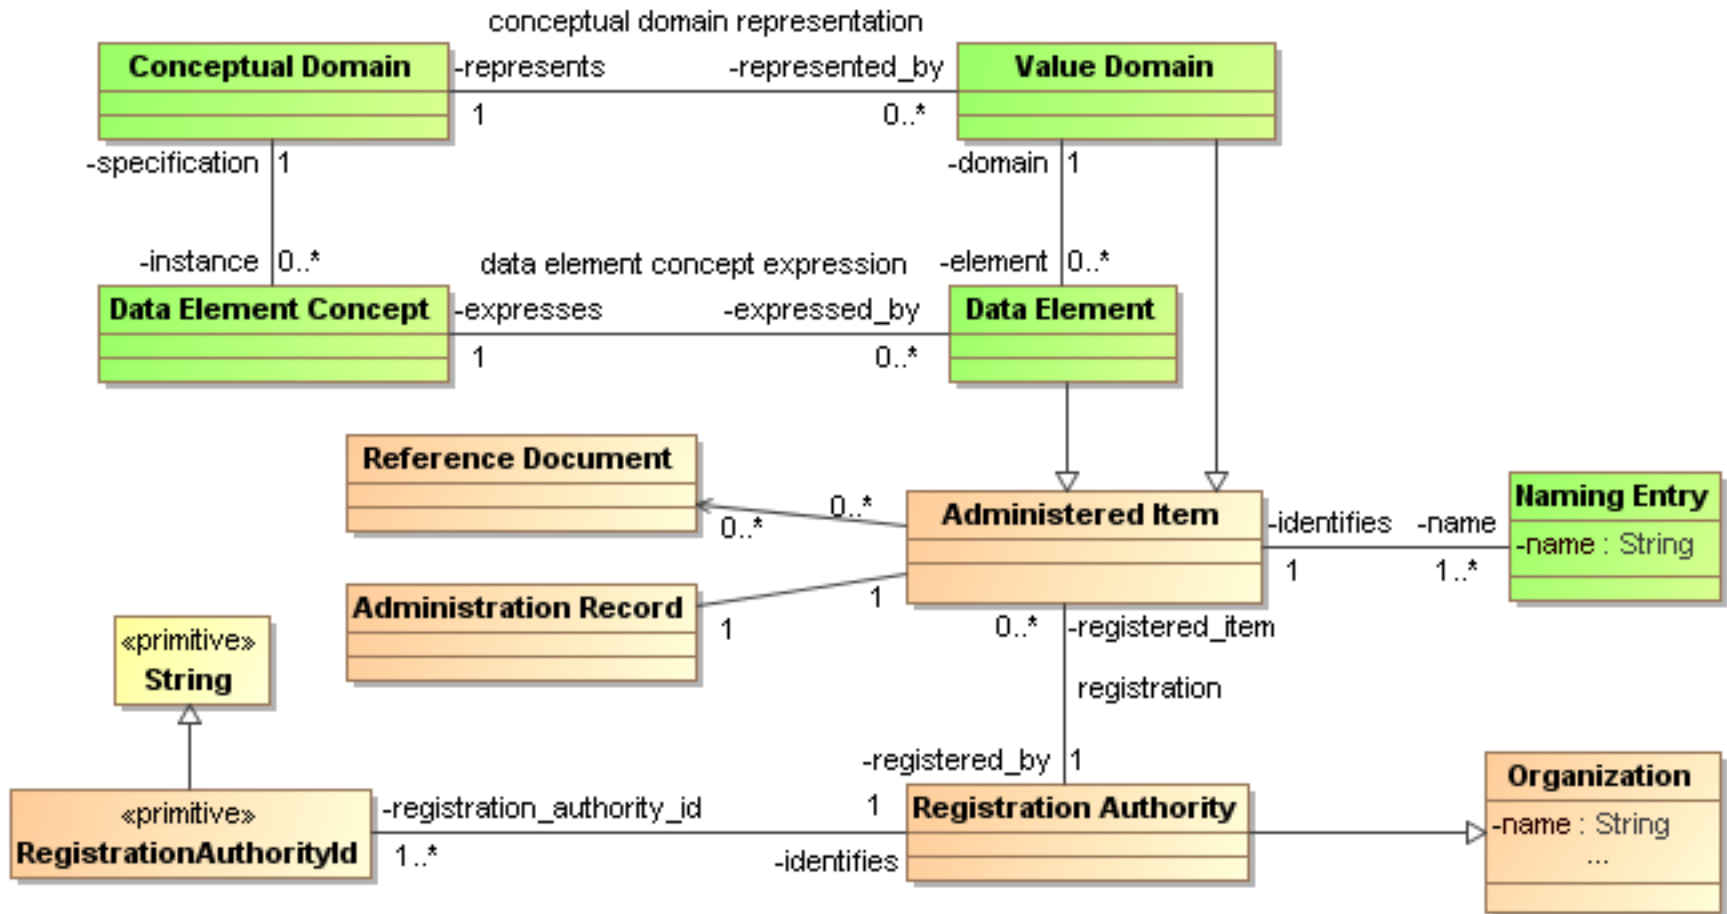 conceptual domain representation
Conceptual Domain
-represents
-represented_by
Value Domain
1
0..*
-specification
1
-domain
1
-instance
0..*
data element concept expression
-element
0..*
Data Element Concept
-expresses
-expressed_by
Data Element
1
0..*
Reference Document
0..*
0..*
Administered Item
-identifies
-name
1
1..*
Naming Entry
-name : String
Administration Record
1
1
0..*
-registered_item
registration
«primitive»
String
-registered_by
1
«primitive»
RegistrationAuthorityId
-registration_authority_id
1
1..*
-identifies
Registration Authority
Organization
-name : String
...